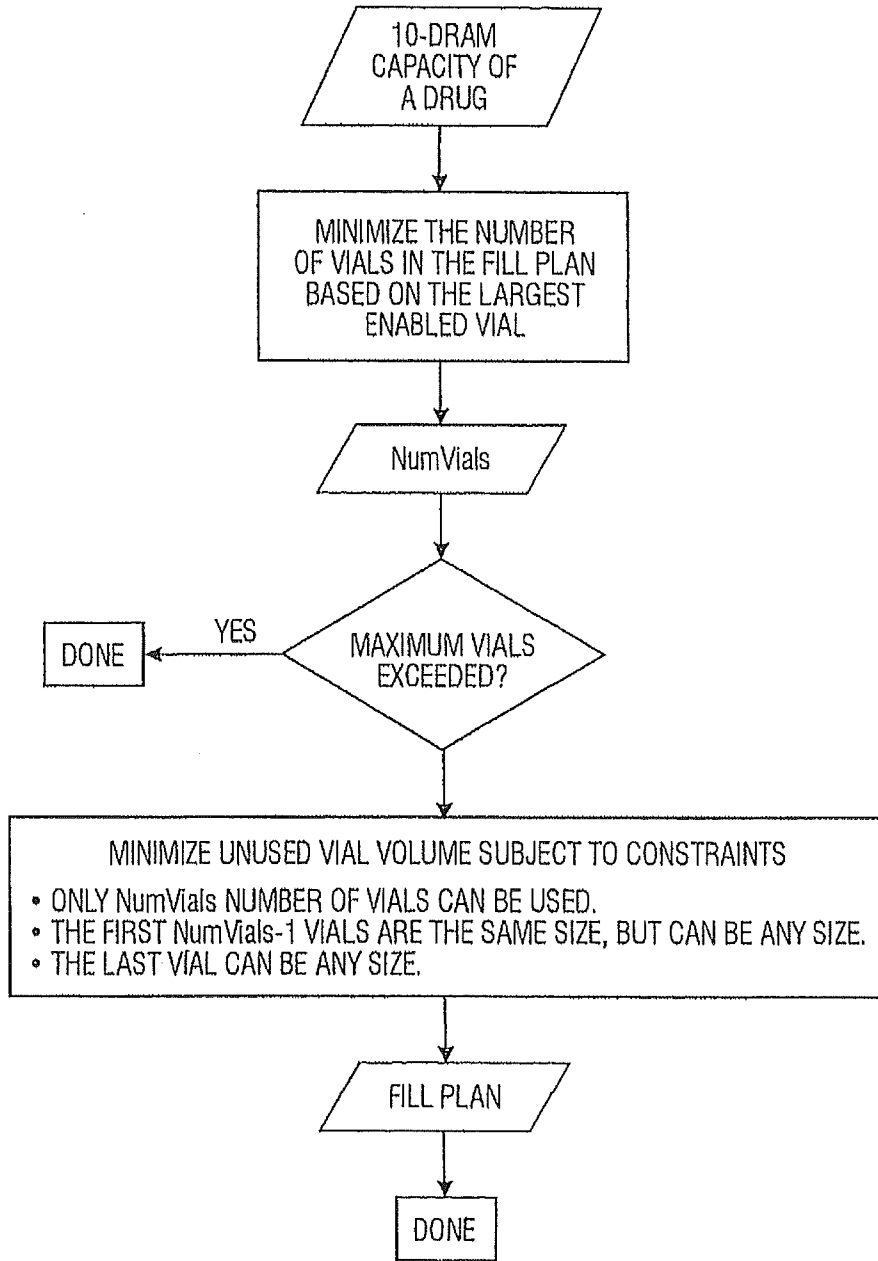 10-DRAM
CAPACITY OF
A DRUG
MINIMIZE THE NUMBER
OF VIALS IN THE FILL PLAN
BASED ON THE LARGEST
ENABLED VIAL
NumVials
YES
DONE
MAXIMUM VIALS
EXCEEDED?
MINIMIZE UNUSED VIAL VOLUME SUBJECT TO CONSTRAINTS
• ONLY NumVials NUMBER OF VIALS CAN BE USED.
• THE FIRST NumVials-1 VIALS ARE THE SAME SIZE, BUT CAN BE ANY SIZE.
• THE LAST VIAL CAN BE ANY SIZE.
FILL PLAN
DONE